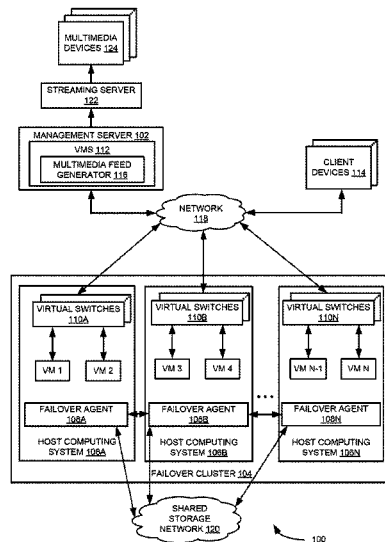 MULTIMEDIA
DEVICES 124
STREAMING SERVER
122
MANAGEMENT SERVER 102
VMS 112
MULTIMEDIA FEED
GENERATOR 116
CLIENT
DEVICES 114
NETWORK
118
VIRTUAL SWITCHES
110A
VIRTUAL SWITCHES
110B
VIRTUAL SWITCHES
110N
VM 1
VM 2
VM 3
VM 4
VM N-1
VM N
FAILOVER AGENT
108A
FAILOVER AGENT
108B
FAILOVER AGENT
108N
HOST COMPUTING
SYSTEM 106A
HOST COMPUTING
SYSTEM 106B
HOST COMPUTING
SYSTEM 106N
FAILOVER CLUSTER 104
SHARED
STORAGE
NETWORK
120
100